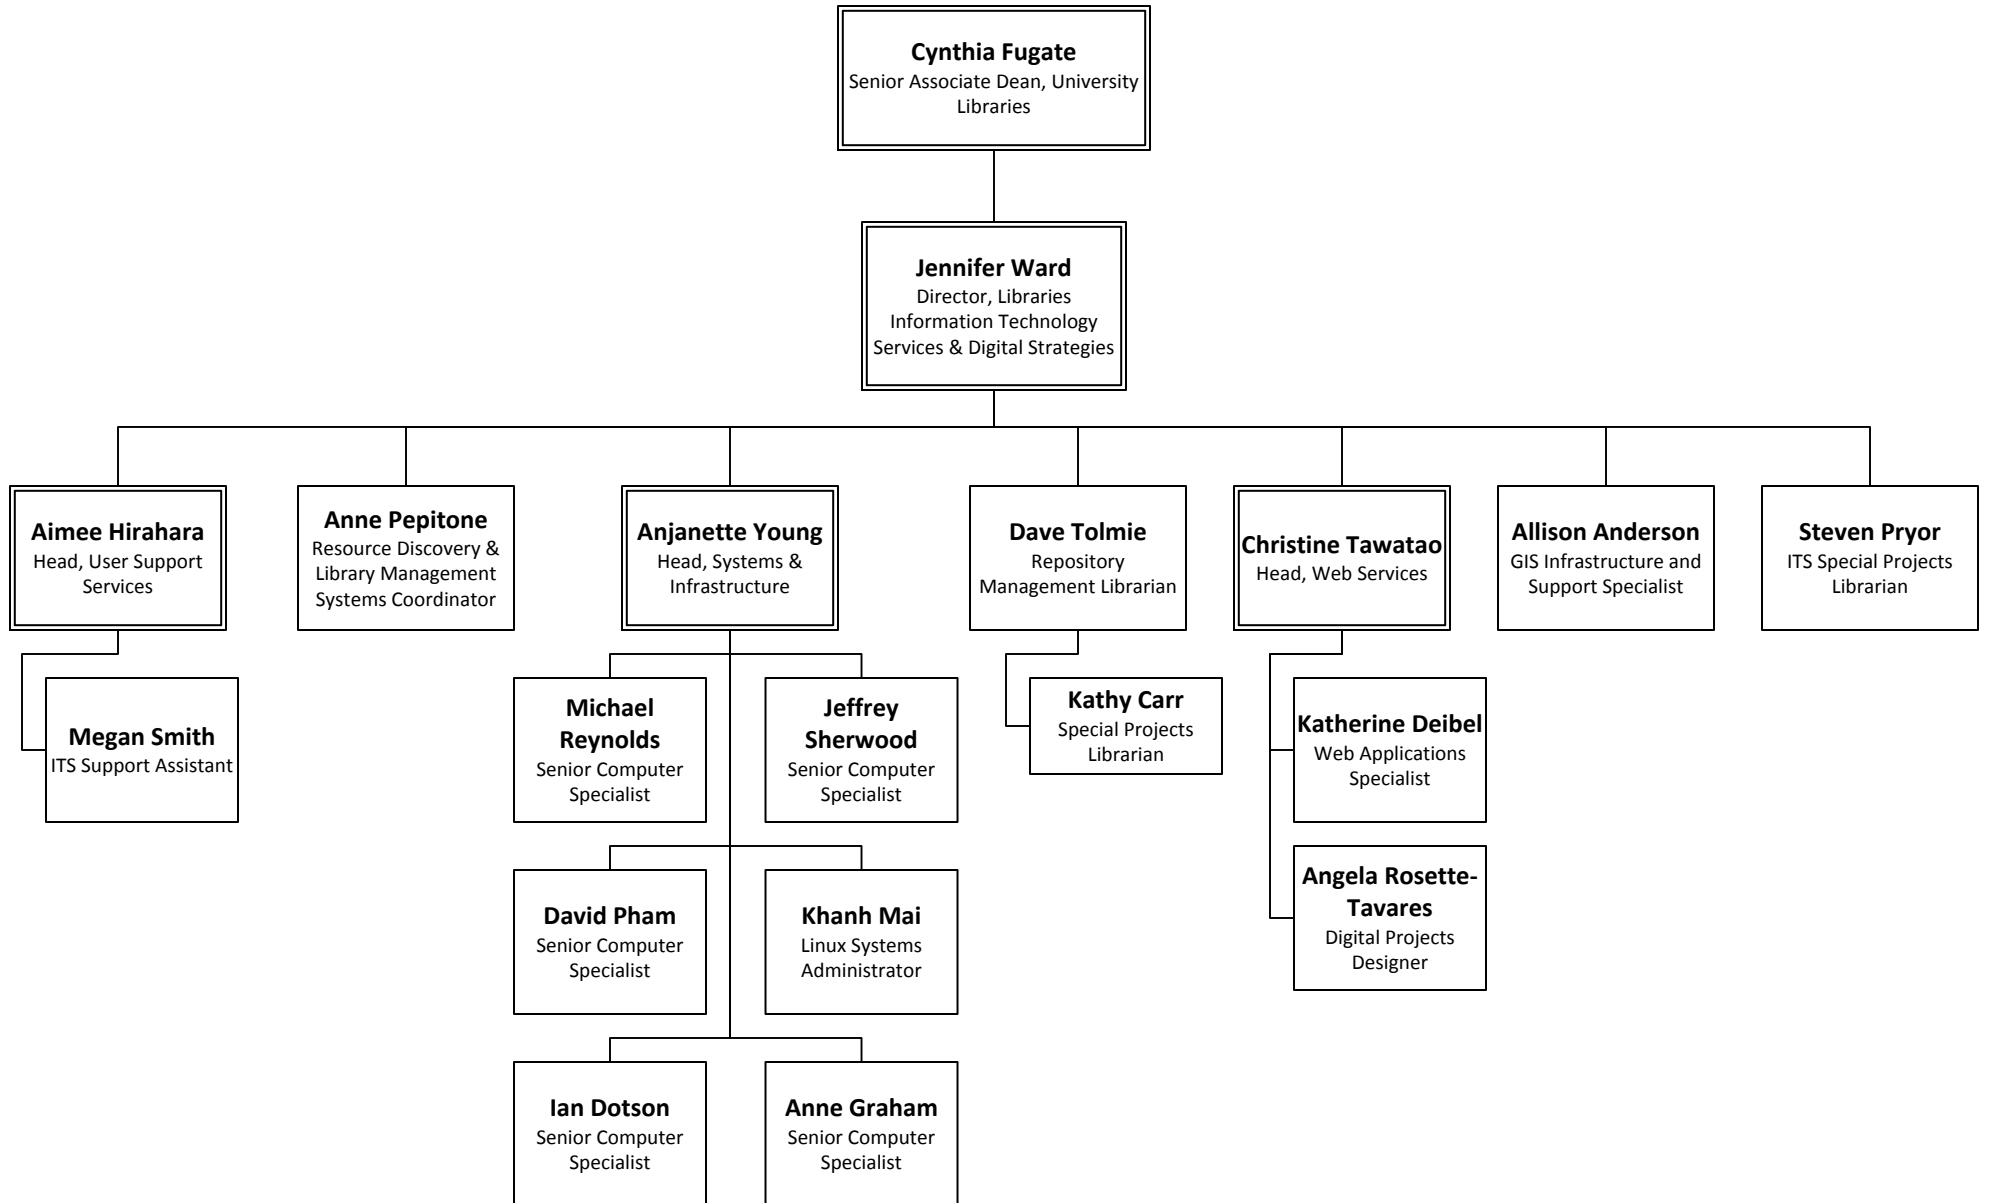 Cynthia Fugate
Senior Associate Dean, University
Libraries
Jennifer Ward
Director, Libraries
Information Technology
Services & Digital Strategies
Aimee Hirahara
Head, User Support
Services
Anne Pepitone
Resource Discovery &
Library Management
Systems Coordinator
Anjanette Young
Head, Systems &
Infrastructure
Dave Tolmie
Repository
Management Librarian
Christine Tawatao
Head, Web Services
Allison Anderson
GIS Infrastructure and
Support Specialist
Steven Pryor
ITS Special Projects
Librarian
Megan Smith
ITS Support Assistant
Michael
Reynolds
Senior Computer
Specialist
Jeffrey
Sherwood
Senior Computer
Specialist
Kathy Carr
Special Projects
Librarian
Katherine Deibel
Web Applications
Specialist
David Pham
Senior Computer
Specialist
Khanh Mai
Linux Systems
Administrator
Angela Rosette-
Tavares
Digital Projects
Designer
Ian Dotson
Senior Computer
Specialist
Anne Graham
Senior Computer
Specialist